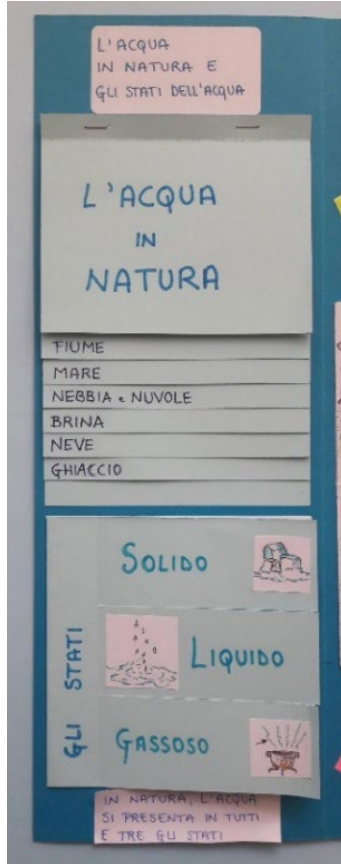 L'ACQUA
IN NATURA E
GLI STATI DELL'ACQUA
L'ACQUA
IN
NATURA
FIUME
MARE
NEBBIA e NUVOLE
BRINA
NEVE
GHIACCIO
GLI STATI
SOLIDO
LIQUIDO
GASSOSO
IN NATURA, L'ACQUA
SI PRESENTA IN TUTTI
E TRE GLI STATI